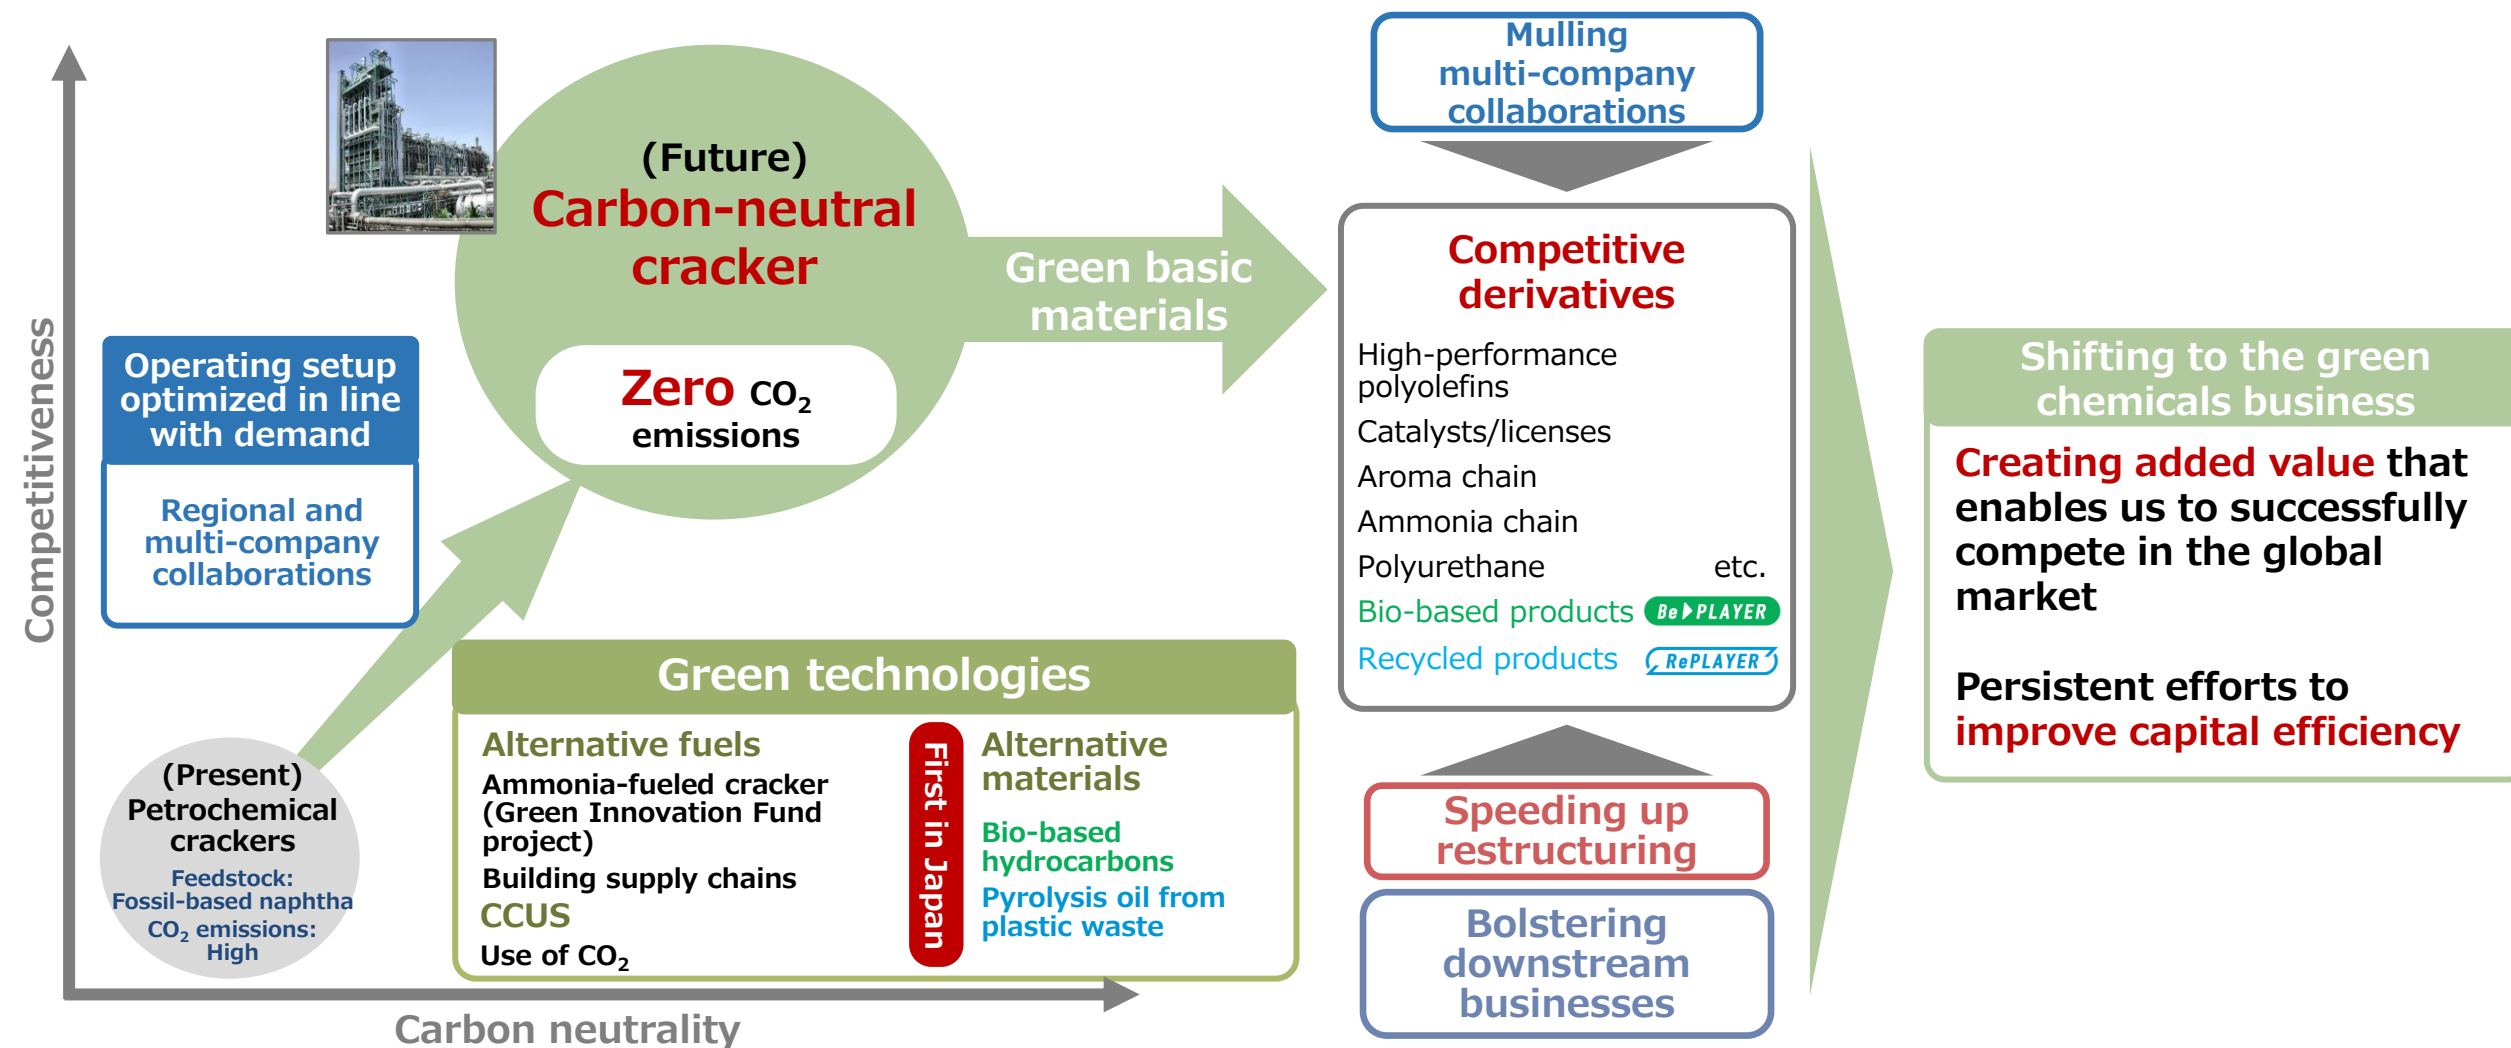 Competitiveness
Carbon neutrality
Operating setup
optimized in line
with demand
Regional and
multi-company
collaborations
(Present)
Petrochemical
crackers
Feedstock:
Fossil-based naphtha
CO₂ emissions:
High
(Future)
Carbon-neutral
cracker
Zero CO₂
emissions
Green technologies
Alternative fuels
Ammonia-fueled cracker
(Green Innovation Fund
project)
Building supply chains
CCUS
Use of CO₂
First in Japan
Alternative
materials
Bio-based
hydrocarbons
Pyrolysis oil from
plastic waste
Green basic
materials
Mulling
multi-company
collaborations
Competitive
derivatives
High-performance
polyolefins
Catalysts/licenses
Aroma chain
Ammonia chain
Polyurethane etc.
Bio-based products Be PLAYER
Recycled products RePLAYER
Speeding up
restructuring
Bolstering
downstream
businesses
Shifting to the green
chemicals business
Creating added value that
enables us to successfully
compete in the global
market
Persistent efforts to
improve capital efficiency